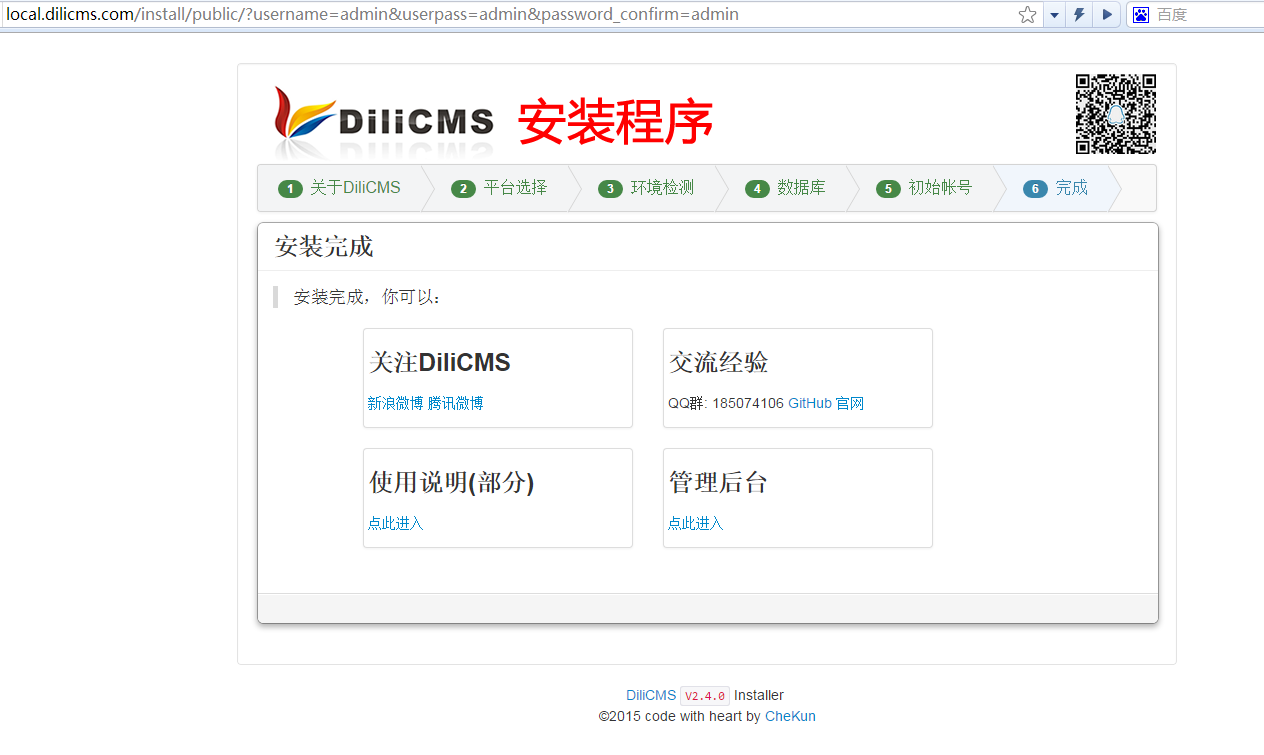 local.dilicms.com/install/public/?username=admin&userpass=admin&password_confirm=admin 百度
DiliCMS 安装程序
1 关于DiliCMS 2 平台选择 3 环境检测 4 数据库 5 初始帐号 6 完成
安装完成
安装完成，你可以：
关注DiliCMS 交流经验
新浪微博 腾讯微博 QQ群: 185074106 GitHub 官网
使用说明(部分) 管理后台
点此进入 点此进入
DiliCMS V2.4.0 Installer
©2015 code with heart by CheKun